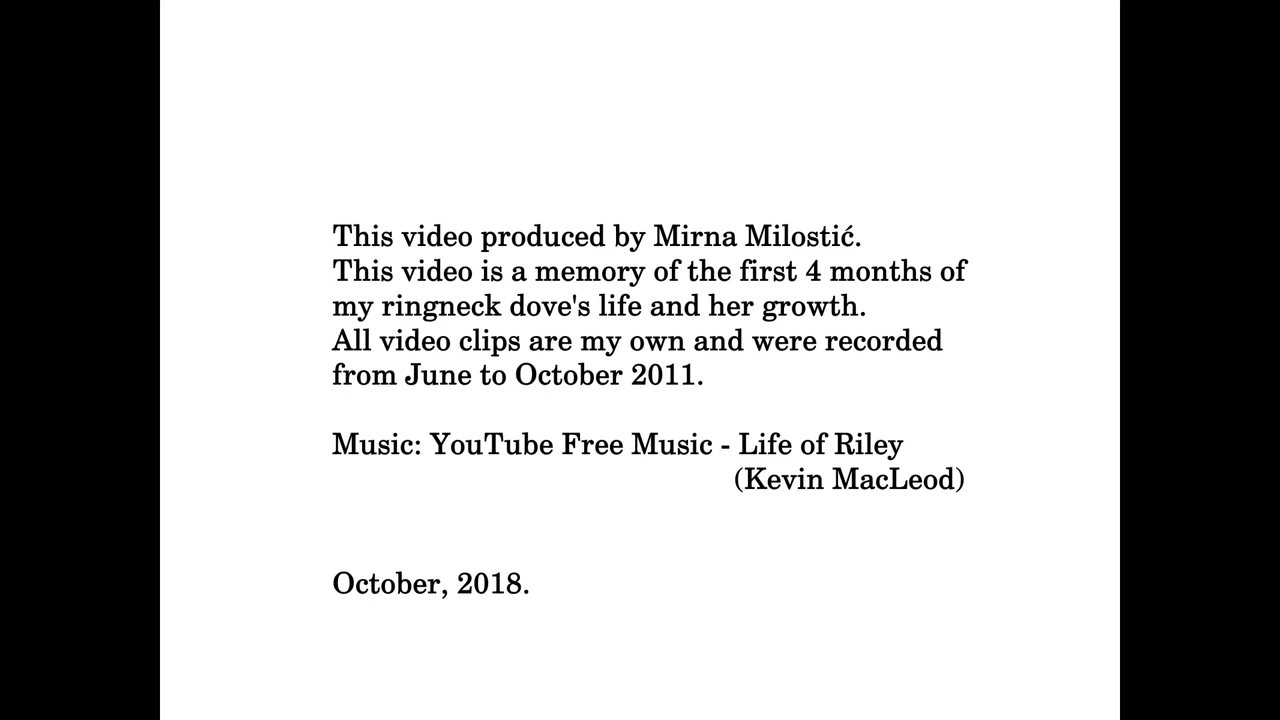 This video produced by Mirna Milostić.
This video is a memory of the first 4 months of
my ringneck dove's life and her growth.
All video clips are my own and were recorded
from June to October 2011.
Music: YouTube Free Music - Life of Riley
(Kevin MacLeod)
October, 2018.